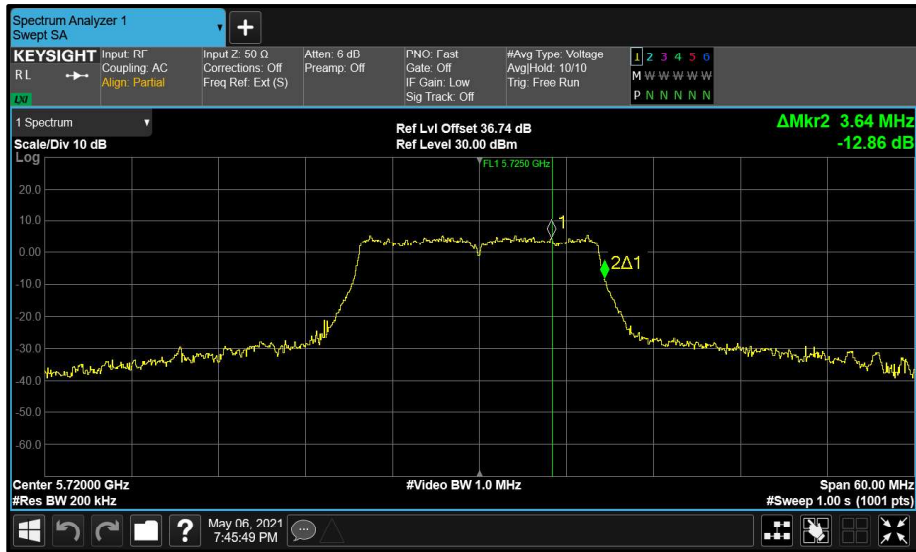 Spectrum Analyzer 1
Swept SA
+
KEYSIGHT
RL
LXI
Input: RF
Coupling: AC
Align: Partial
Input Z: 50 Ω
Corrections: Off
Freq Ref: Ext (S)
Atten: 6 dB
Preamp: Off
PNO: Fast
Gate: Off
IF Gain: Low
Sig Track: Off
#Avg Type: Voltage
Avg|Hold: 10/10
Trig: Free Run
1 2 3 4 5 6
M W W W W W
P N N N N N
1 Spectrum
Scale/Div 10 dB
Ref Lvl Offset 36.74 dB
Ref Level 30.00 dBm
ΔMkr2 3.64 MHz
-12.86 dB
Log
FL1 5.7250 GHz
20.0
10.0
0.00
-10.0
-20.0
-30.0
-40.0
-50.0
-60.0
1
2Δ1
Center 5.72000 GHz
#Res BW 200 kHz
#Video BW 1.0 MHz
Span 60.00 MHz
#Sweep 1.00 s (1001 pts)
?
May 06, 2021
7:45:49 PM